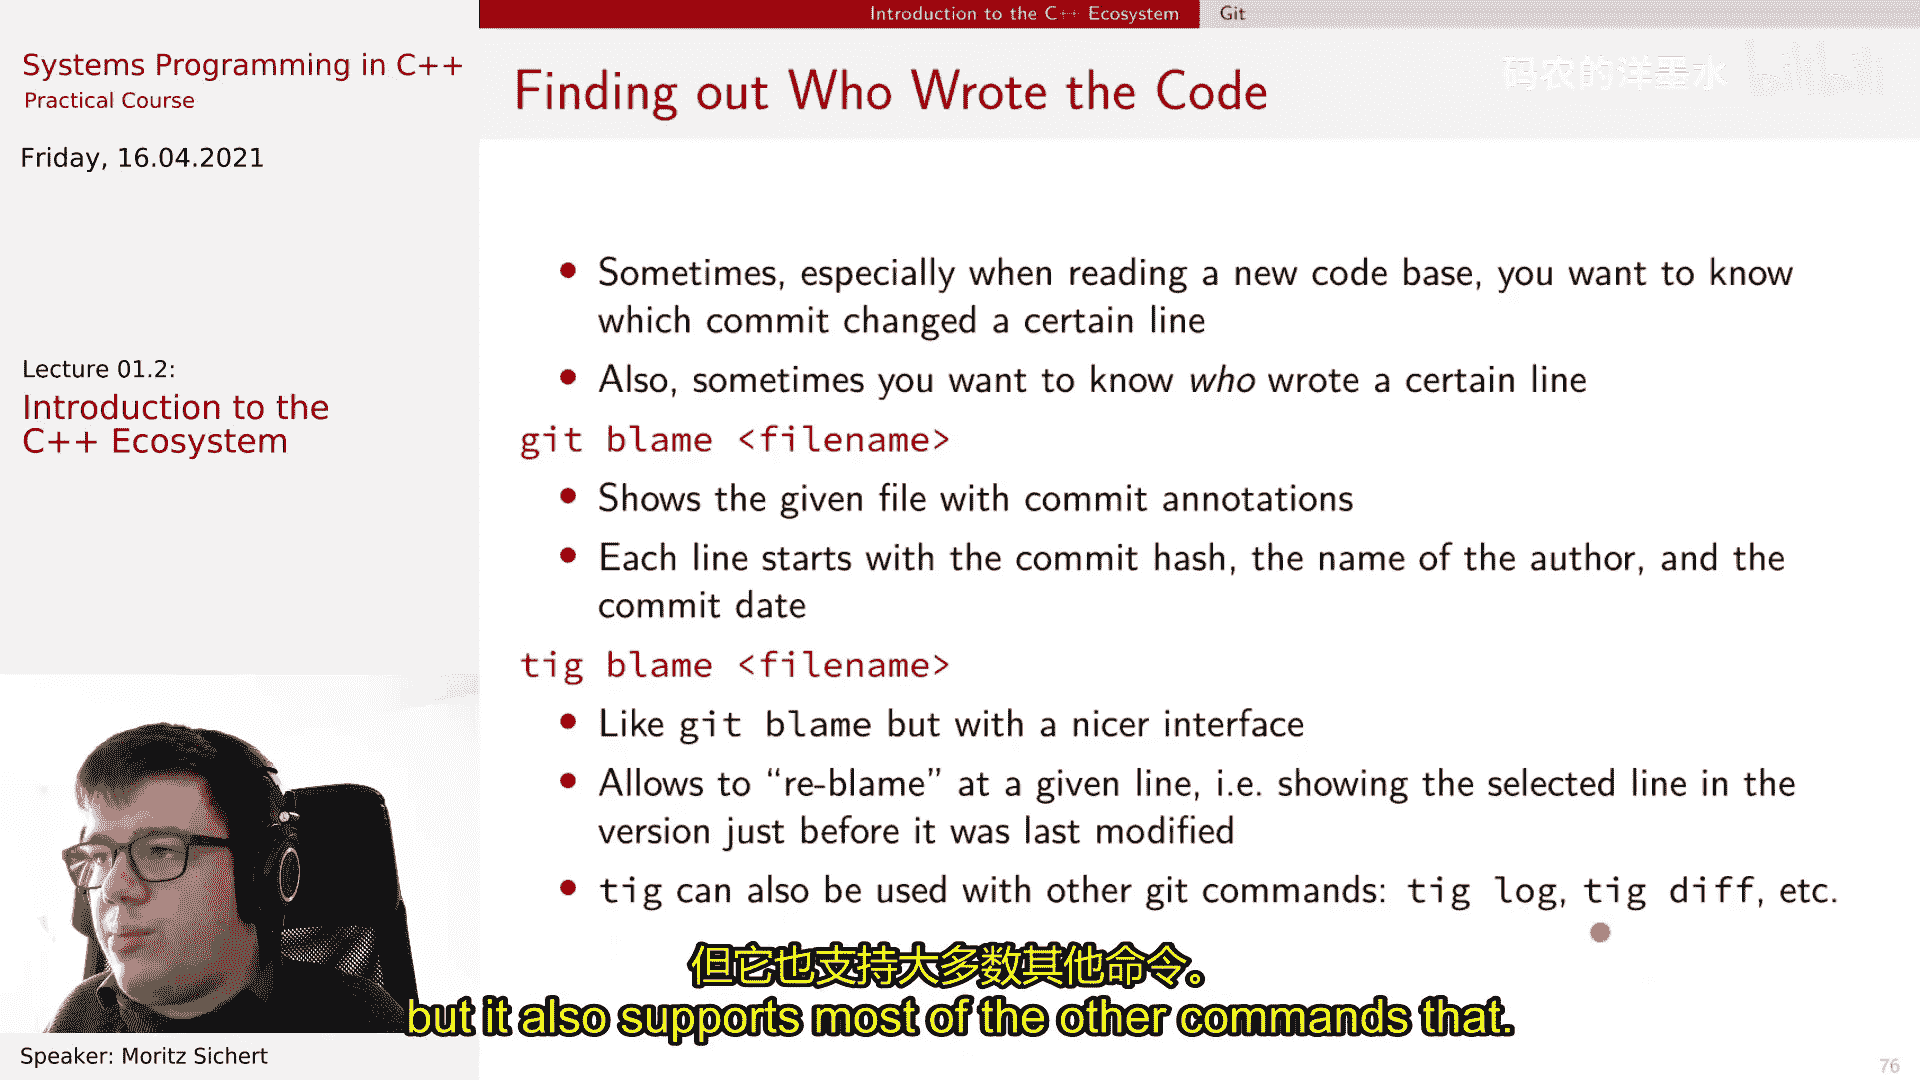 Introduction to the C++ Ecosystem
Git
Systems Programming in C++
Practical Course
Friday, 16.04.2021
Lecture 01.2:
Introduction to the
C++ Ecosystem
Finding out Who Wrote the Code
码农的洋墨水
• Sometimes, especially when reading a new code base, you want to know
which commit changed a certain line
• Also, sometimes you want to know who wrote a certain line
git blame <filename>
• Shows the given file with commit annotations
• Each line starts with the commit hash, the name of the author, and the
commit date
tig blame <filename>
• Like git blame but with a nicer interface
• Allows to “re-blame” at a given line, i.e. showing the selected line in the
version just before it was last modified
• tig can also be used with other git commands: tig log, tig diff, etc.
但它也支持大多数其他命令。
but it also supports most of the other commands that.
Speaker: Moritz Sichert
76